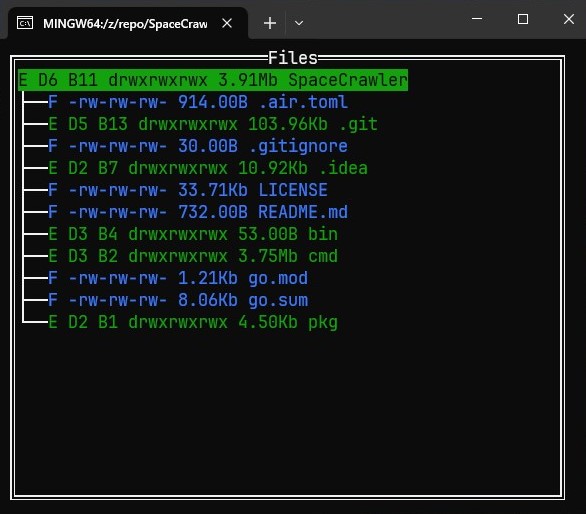 MINGW64:/z/repo/SpaceCraw
Files
E D6 B11 drwxrwxrwx 3.91Mb SpaceCrawler
F -rw-rw-rw- 914.00B .air.toml
E D5 B13 drwxrwxrwx 103.96Kb .git
F -rw-rw-rw- 30.00B .gitignore
E D2 B7 drwxrwxrwx 10.92Kb .idea
F -rw-rw-rw- 33.71Kb LICENSE
F -rw-rw-rw- 732.00B README.md
E D3 B4 drwxrwxrwx 53.00B bin
E D3 B2 drwxrwxrwx 3.75Mb cmd
F -rw-rw-rw- 1.21Kb go.mod
F -rw-rw-rw- 8.06Kb go.sum
E D2 B1 drwxrwxrwx 4.50Kb pkg